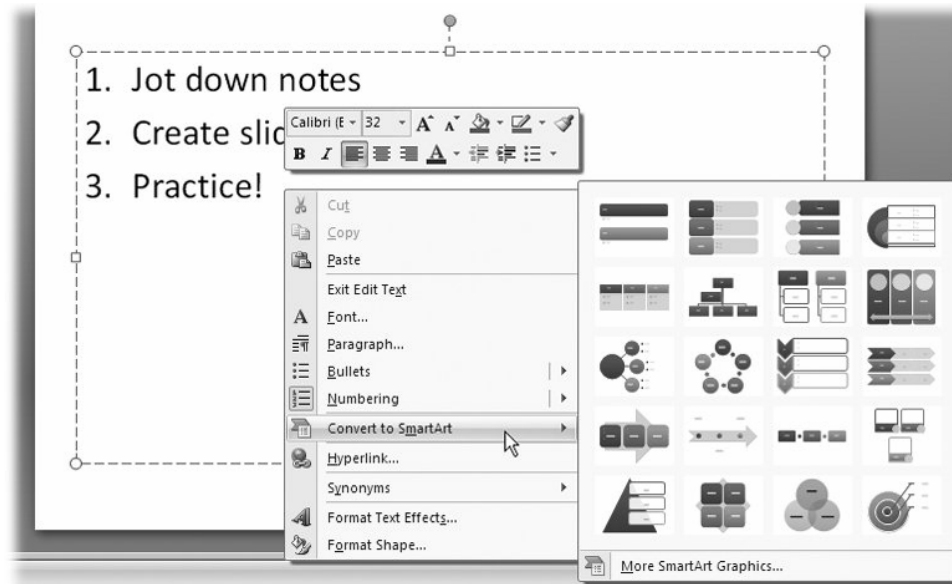 1. Jot down notes
2. Create slid
3. Practice!
Calibri (E 32 A A
B I A
Cut
Copy
Paste
Exit Edit Text
A Font...
Paragraph...
Bullets
Numbering
Convert to SmartArt
Hyperlink...
Synonyms
Format Text Effects...
Format Shape...
More SmartArt Graphics...